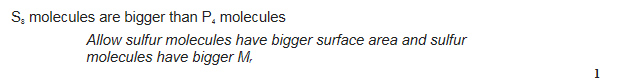 S₈ molecules are bigger than P₄ molecules
Allow sulfur molecules have bigger surface area and sulfur
molecules have bigger Mᵣ
1